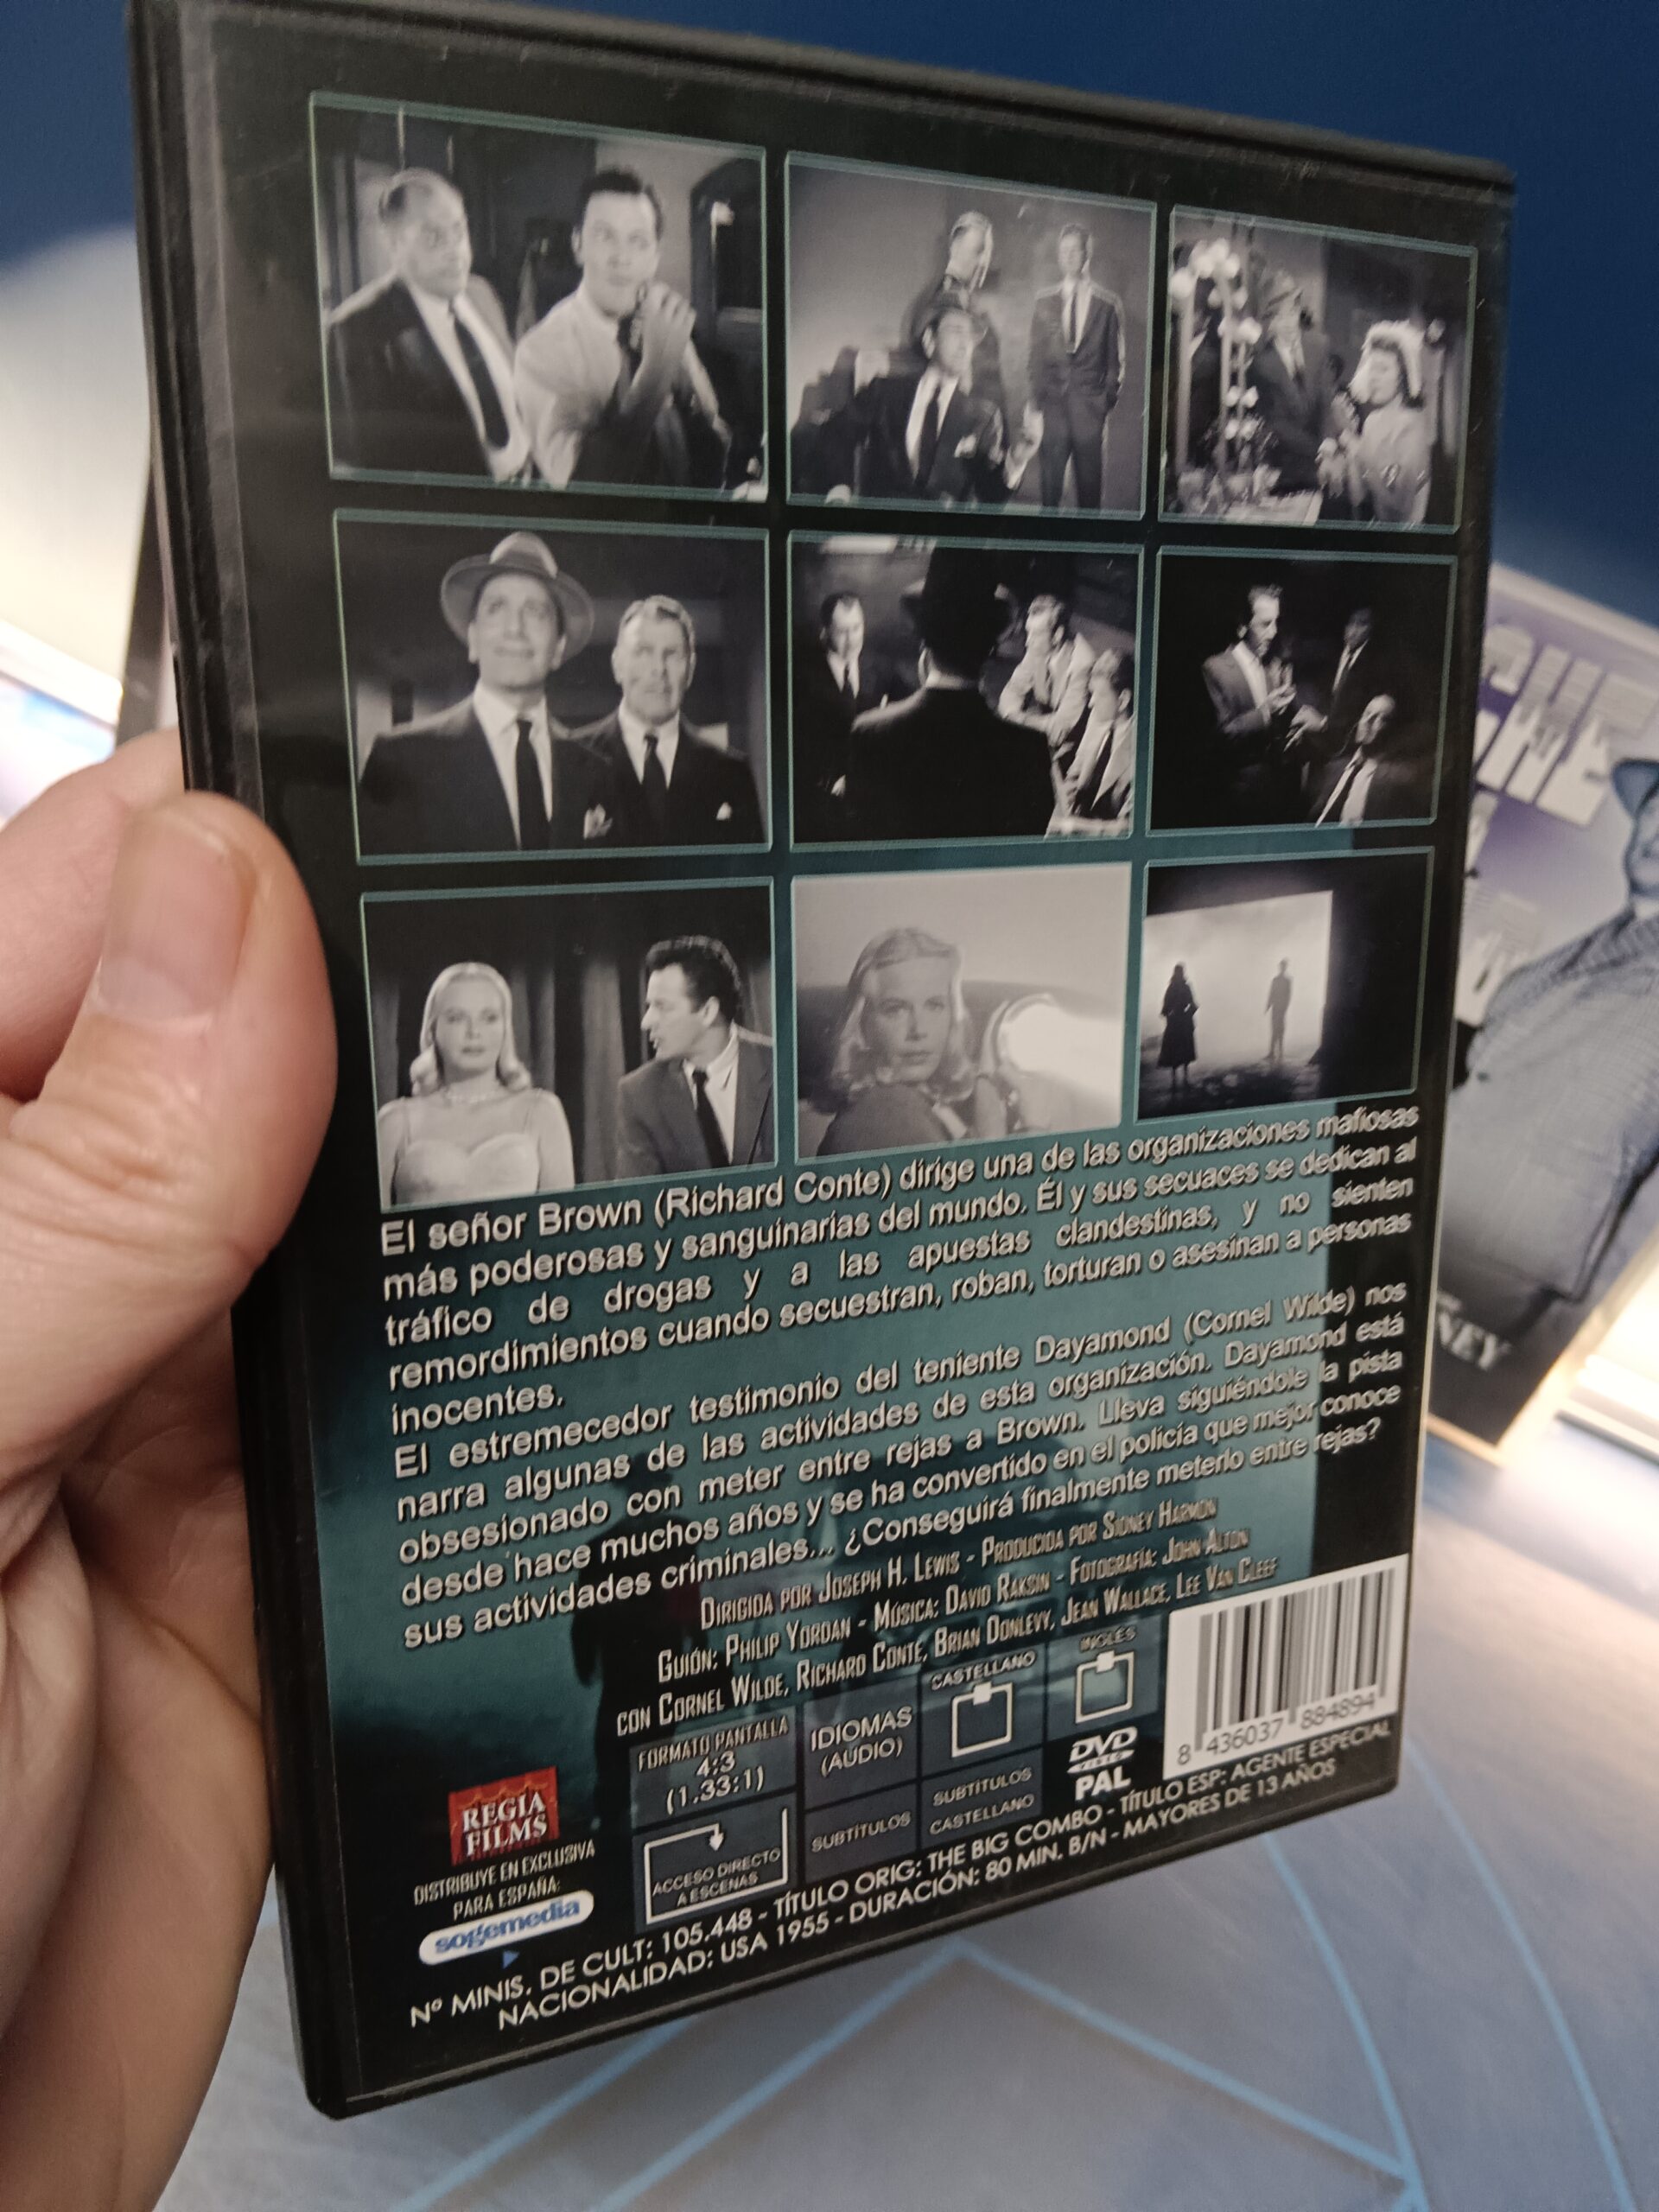 El señor Brown (Richard Conte) dirige una de las organizaciones mafiosas
más poderosas y sanguinarias del mundo. Él y sus secuaces se dedican al
tráfico de drogas y a las apuestas clandestinas, y no sienten
remordimientos cuando secuestran, roban, torturan o asesinan a personas
inocentes.
El estremecedor testimonio del teniente Dayamond (Cornel Wilde) nos
narra algunas de las actividades de esta organización. Dayamond está
obsesionado con meter entre rejas a Brown. Lleva siguiéndole la pista
desde hace muchos años y se ha convertido en el policía que mejor conoce
sus actividades criminales... ¿Conseguirá finalmente meterlo entre rejas?
DIRIGIDA POR JOSEPH H. LEWIS - PRODUCIDA POR SIDNEY HARMON
GUIÓN: PHILIP YORDAN - MÚSICA: DAVID RAKSIN - FOTOGRAFÍA: JOHN ALTON
CON CORNEL WILDE, RICHARD CONTE, BRIAN DONLEVY, JEAN WALLACE, LEE VAN CLEEF
FORMATO PANTALLA
4:3
(1.33:1)
IDIOMAS
(AUDIO)
CASTELLANO
INGLÉS
ACCESO DIRECTO
A ESCENAS
SUBTÍTULOS
SUBTÍTULOS
CASTELLANO
DVD
VIDEO
PAL
8 436037 884894
REGIA
FILMS
DISTRIBUYE EN EXCLUSIVA
PARA ESPAÑA:
sogemedia
Nº MINIS. DE CULT: 105.448 - TÍTULO ORIG: THE BIG COMBO - TÍTULO ESP: AGENTE ESPECIAL
NACIONALIDAD: USA 1955 - DURACIÓN: 80 MIN. B/N - MAYORES DE 13 AÑOS